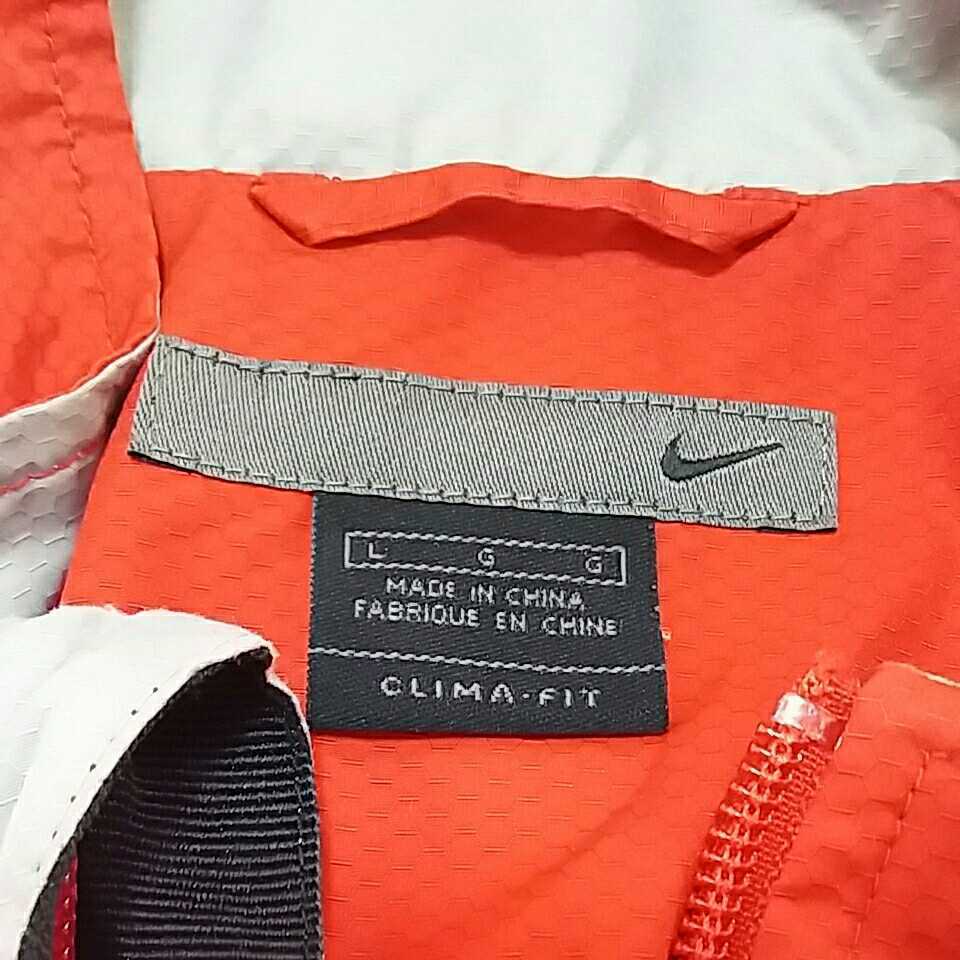 L G G
MADE IN CHINA
FABRIQUE EN CHINE
CLIMA-FIT